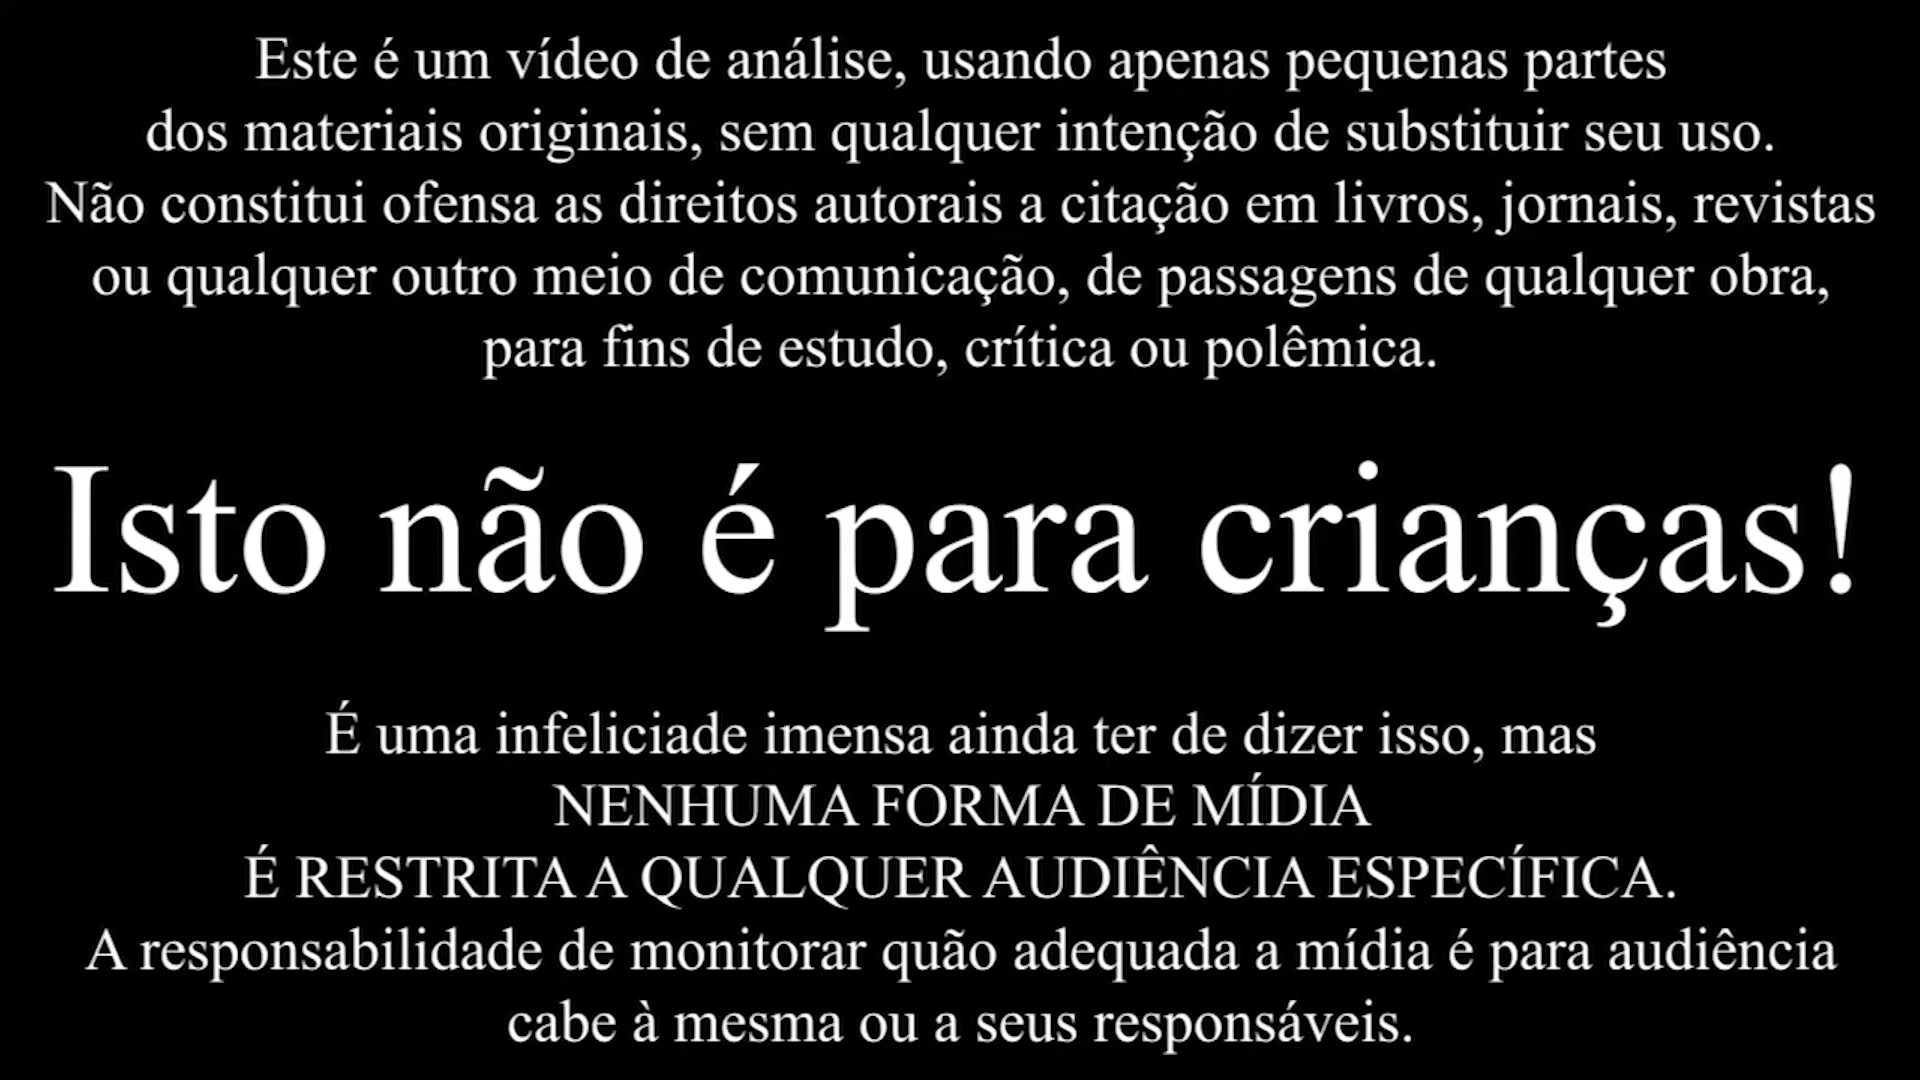 Este é um vídeo de análise, usando apenas pequenas partes
dos materiais originais, sem qualquer intenção de substituir seu uso.
Não constitui ofensa as direitos autorais a citação em livros, jornais, revistas
ou qualquer outro meio de comunicação, de passagens de qualquer obra,
para fins de estudo, crítica ou polêmica.
Isto não é para crianças!
É uma infeliciade imensa ainda ter de dizer isso, mas
NENHUMA FORMA DE MÍDIA
É RESTRITA A QUALQUER AUDIÊNCIA ESPECÍFICA.
A responsabilidade de monitorar quão adequada a mídia é para audiência
cabe à mesma ou a seus responsáveis.